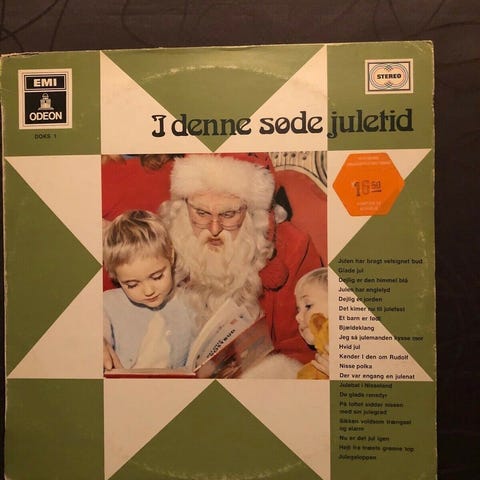 EMI
ODEON
DOKS 1
STEREO
I denne søde juletid
16 50
Julen har bragt velsignet bud
Glade jul
Dejlig er den himmel blå
Julen har englelyd
Dejlig er jorden
Det kimer nu til julefest
Et barn er født
Bjældeklang
Jeg så julemanden kysse mor
Hvid jul
Kender I den om Rudolf
Nisse polka
Der var engang en julenat
Julebal i Nisseland
Du glade rensdyr
På loftet sidder nissen
med sin julegrød
Sikken voldsom trængsel
og alarm
Nu er det jul igen
Højt fra træets grønne top
Julegaloppen